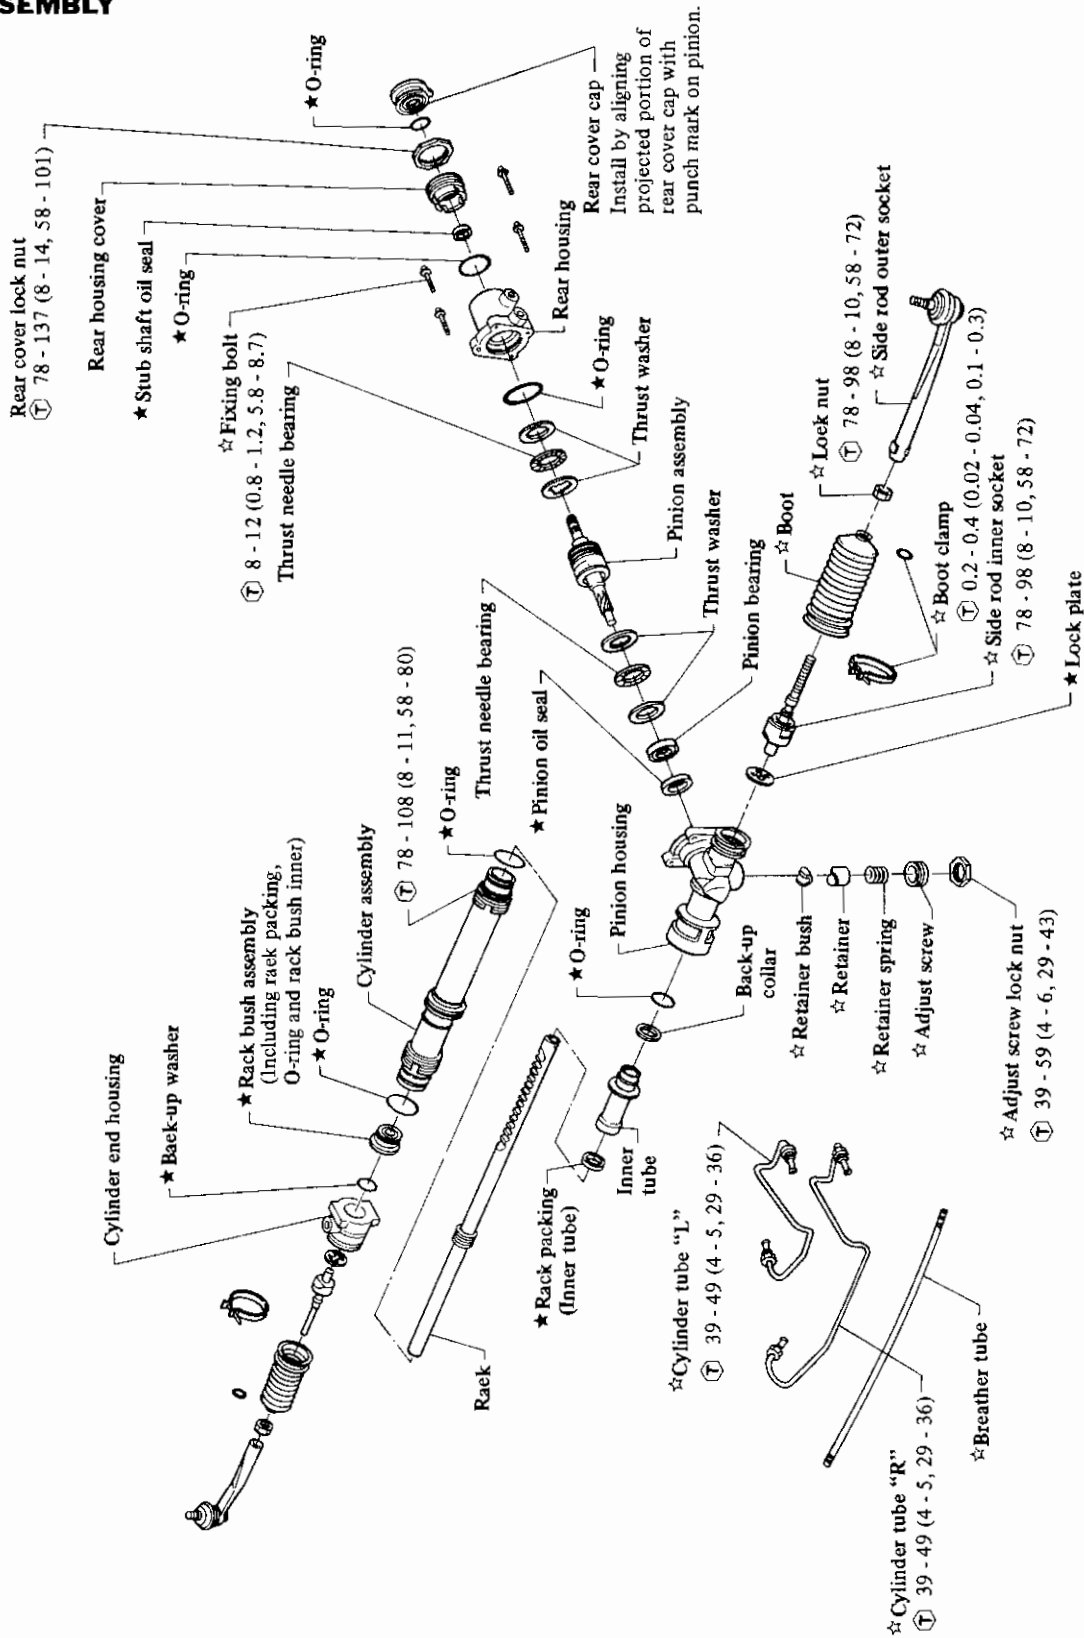 SEMBLY
Rear cover lock nut
Ⓣ 78 - 137 (8 - 14, 58 - 101)
Rear housing cover
★Stub shaft oil seal
★O-ring
☆Fixing bolt
Ⓣ 8 - 12 (0.8 - 1.2, 5.8 - 8.7)
Thrust needle bearing
★O-ring
Rear cover cap
Install by aligning
projected portion of
rear cover cap with
punch mark on pinion.
Rear housing
★O-ring
Thrust washer
Pinion assembly
Thrust needle bearing
★Pinion oil seal
Thrust washer
Pinion bearing
☆Boot
☆Lock nut
Ⓣ 78 - 98 (8 - 10, 58 - 72)
☆Side rod outer socket
☆Boot clamp
Ⓣ 0.2 - 0.4 (0.02 - 0.04, 0.1 - 0.3)
☆Side rod inner socket
Ⓣ 78 - 98 (8 - 10, 58 - 72)
★Lock plate
Cylinder end housing
★Baek-up washer
★Rack bush assembly
(Including raek packing,
O-ring and rack bush inner)
★O-ring
Cylinder assembly
Ⓣ 78 - 108 (8 - 11, 58 - 80)
★O-ring
Pinion housing
★O-ring
Back-up
collar
Inner
tube
★Rack packing
(Inner tube)
Raek
☆Retainer bush
☆Retainer
☆Retainer spring
☆Adjust screw
☆Adjust screw lock nut
Ⓣ 39 - 59 (4 - 6, 29 - 43)
☆Cylinder tube “L”
Ⓣ 39 - 49 (4 - 5, 29 - 36)
☆Cylinder tube “R”
Ⓣ 39 - 49 (4 - 5, 29 - 36)
☆Breather tube